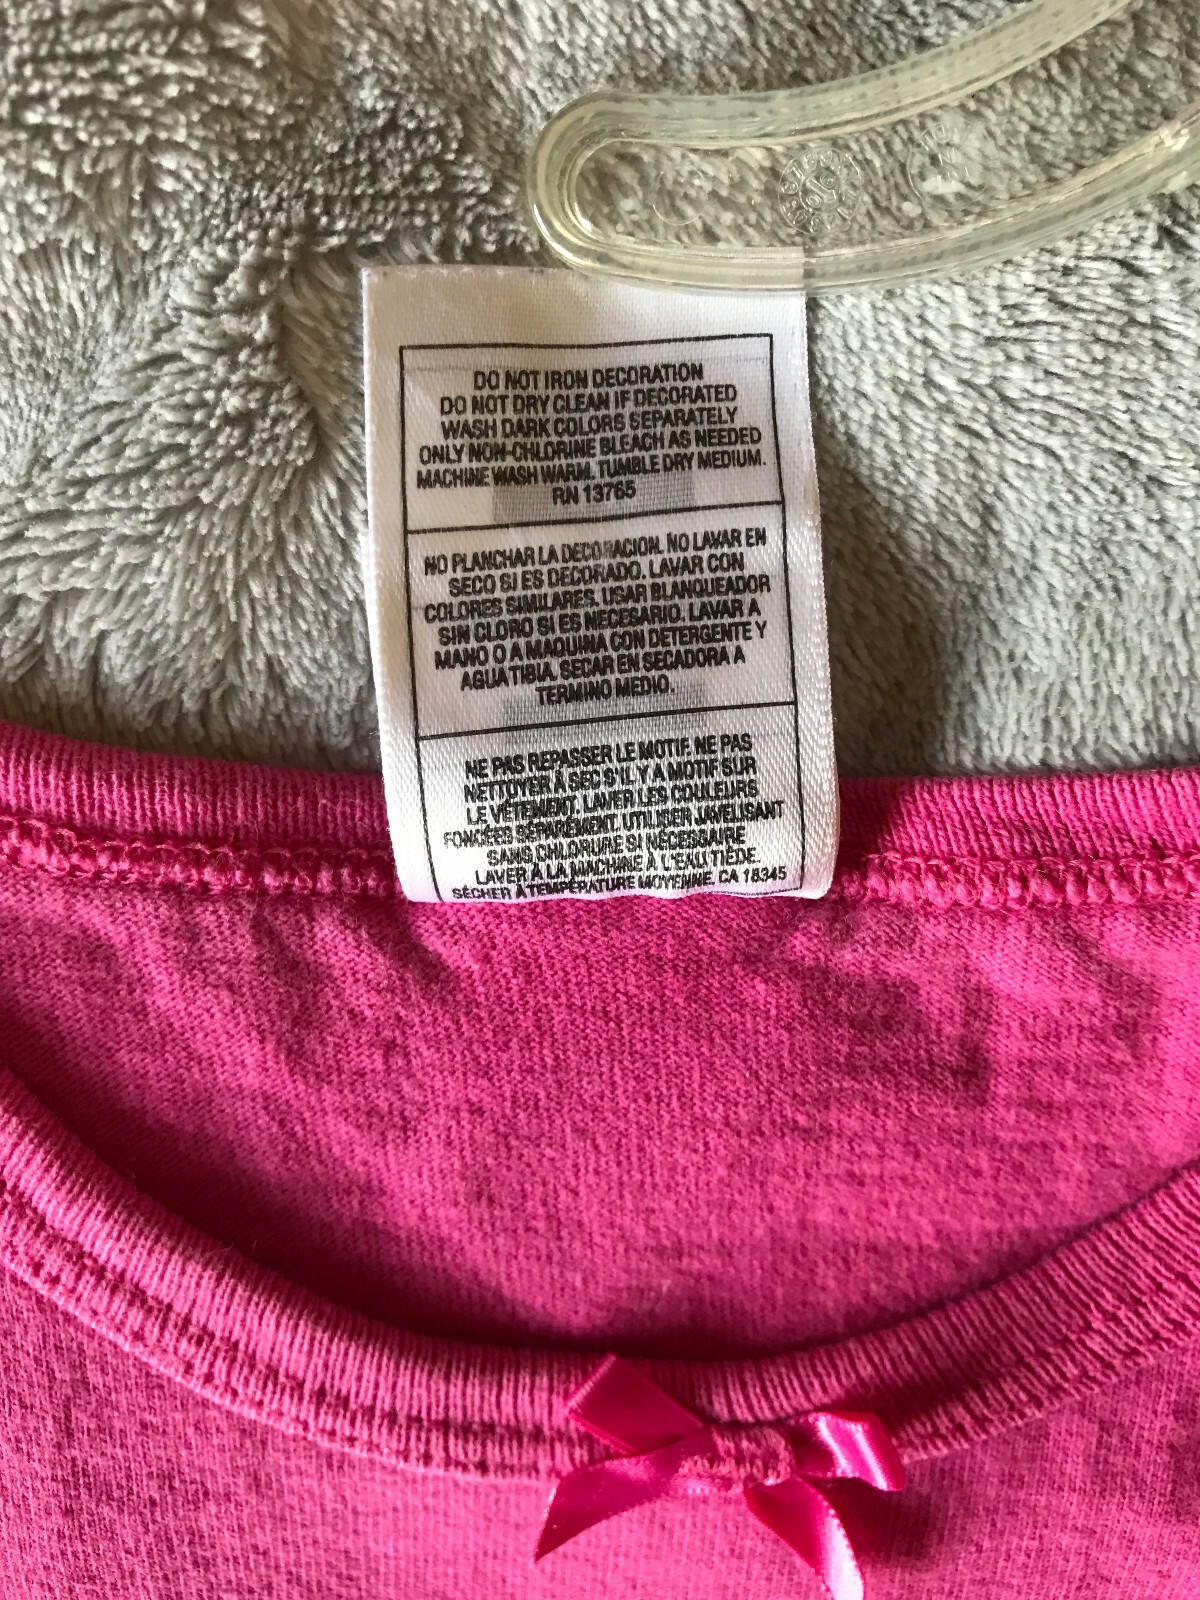 DO NOT IRON DECORATION
DO NOT DRY CLEAN IF DECORATED
WASH DARK COLORS SEPARATELY
ONLY NON-CHLORINE BLEACH AS NEEDED
MACHINE WASH WARM. TUMBLE DRY MEDIUM.
RN 13765
NO PLANCHAR LA DECORACION. NO LAVAR EN
SECO SI ES DECORADO. LAVAR CON
COLORES SIMILARES. USAR BLANQUEADOR
SIN CLORO SI ES NECESARIO. LAVAR A
MANO O A MAQUINA CON DETERGENTE Y
AGUA TIBIA. SECAR EN SECADORA A
TERMINO MEDIO.
NE PAS REPASSER LE MOTIF. NE PAS
NETTOYER À SEC S'IL Y A MOTIF SUR
LE VÊTEMENT. LAVER LES COULEURS
FONCÉES SÉPARÉMENT. UTILISER JAVELISANT
SANS CHLORURE SI NÉCESSAIRE
LAVER À LA MACHINE À L'EAU TIÈDE.
SÉCHER À TEMPÉRATURE MOYENNE. CA 18345